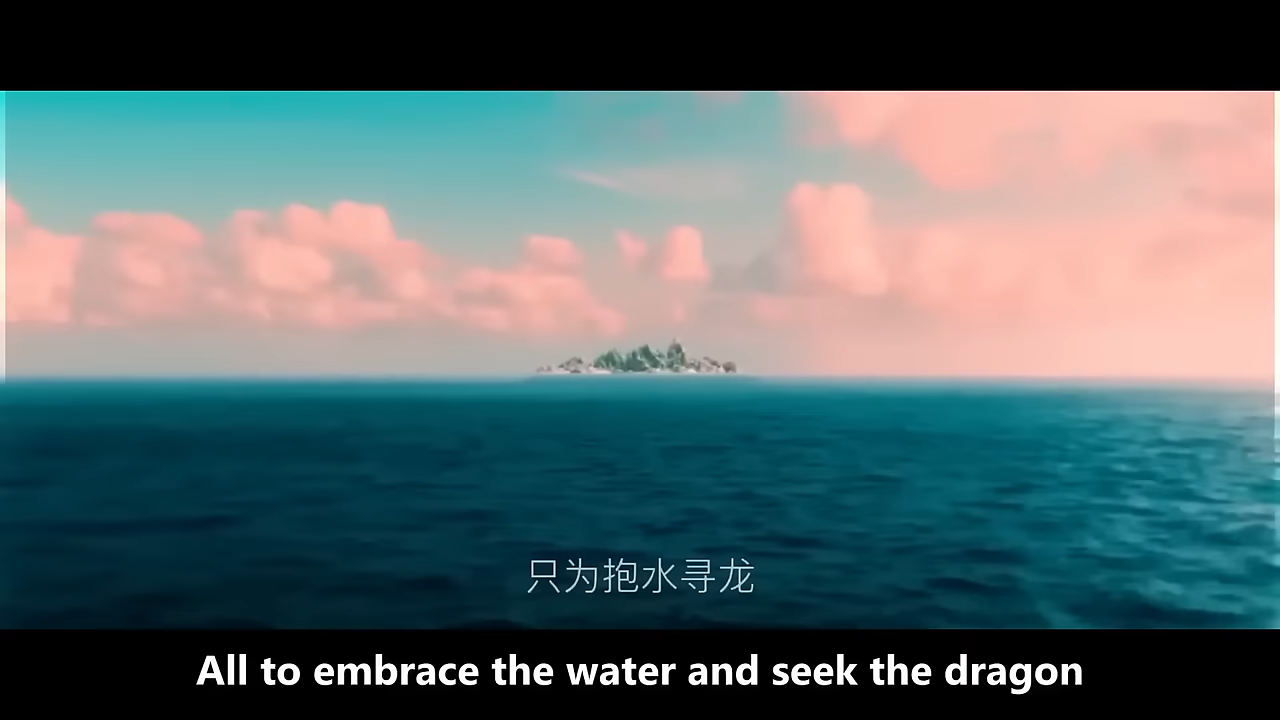 只为抱水寻龙
All to embrace the water and seek the dragon